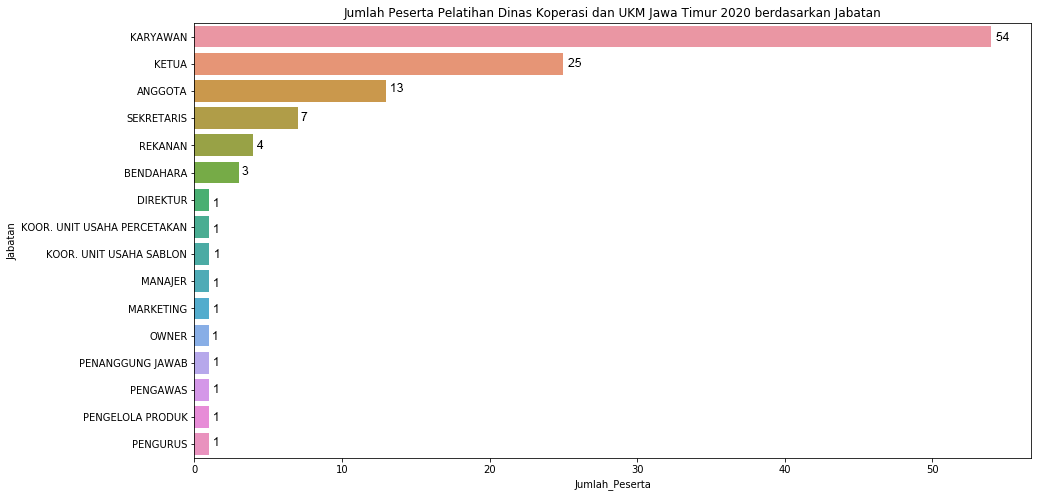 Jumlah Peserta Pelatihan Dinas Koperasi dan UKM Jawa Timur 2020 berdasarkan Jabatan
KARYAWAN 54
KETUA 25
ANGGOTA 13
SEKRETARIS 7
REKANAN 4
BENDAHARA 3
DIREKTUR 1
KOOR. UNIT USAHA PERCETAKAN 1
KOOR. UNIT USAHA SABLON 1
MANAJER 1
MARKETING 1
OWNER 1
PENANGGUNG JAWAB 1
PENGAWAS 1
PENGELOLA PRODUK 1
PENGURUS 1
Jabatan
0 10 20 30 40 50
Jumlah_Peserta